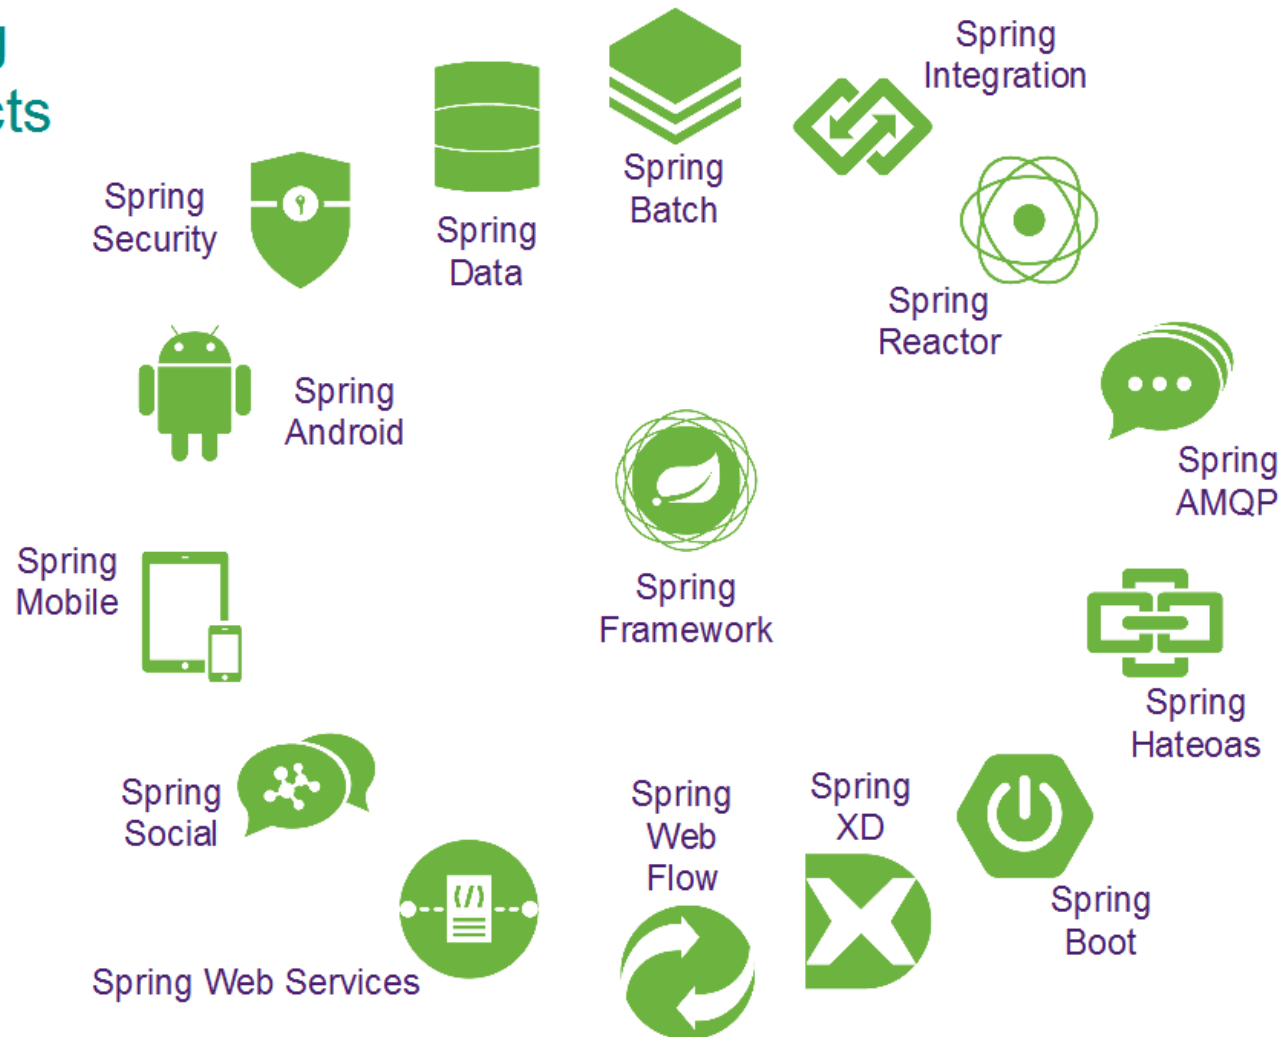 Spring
Integration
Spring
Batch
Spring
Security
Spring
Data
Spring
Reactor
Spring
Android
Spring
AMQP
Spring
Mobile
Spring
Framework
Spring
Hateoas
Spring
Social
Spring
Web
Flow
Spring
XD
Spring
Boot
Spring Web Services